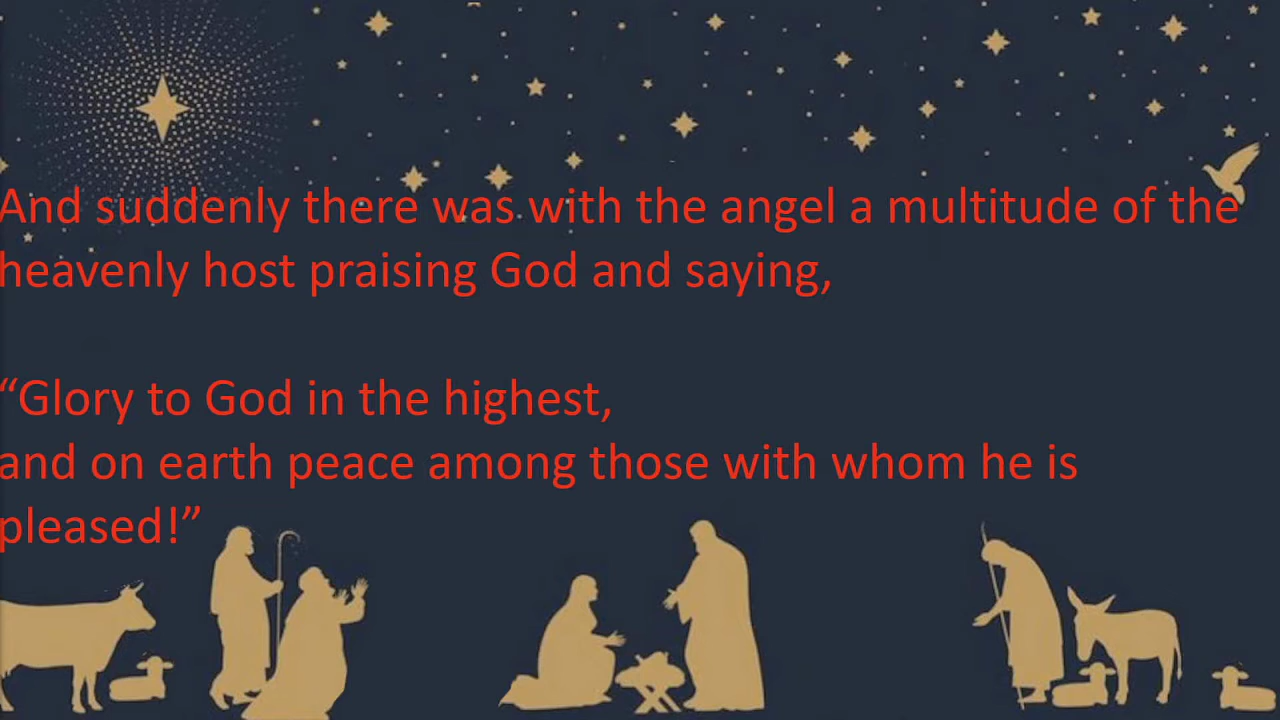 And suddenly there was with the angel a multitude of the
heavenly host praising God and saying,
“Glory to God in the highest,
and on earth peace among those with whom he is
pleased!”